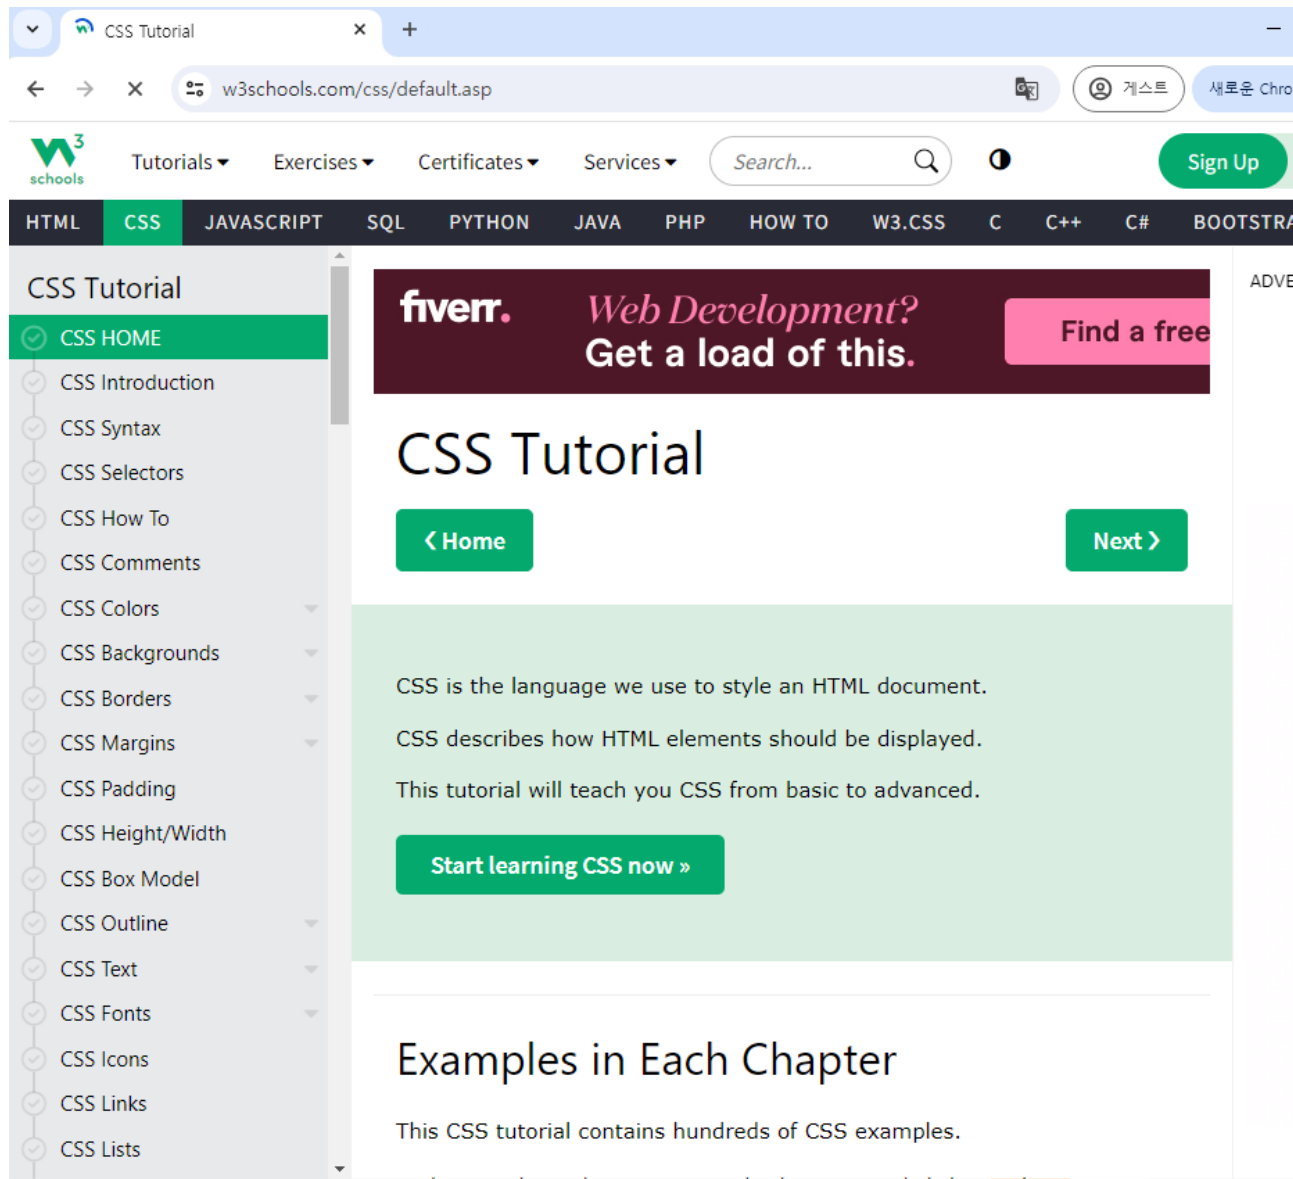 CSS Tutorial
w3schools.com/css/default.asp
게스트
새로운 Chro
W3 schools
Tutorials
Exercises
Certificates
Services
Search...
Sign Up
HTML CSS JAVASCRIPT SQL PYTHON JAVA PHP HOW TO W3.CSS C C++ C# BOOTSTRA
CSS Tutorial
CSS HOME
CSS Introduction
CSS Syntax
CSS Selectors
CSS How To
CSS Comments
CSS Colors
CSS Backgrounds
CSS Borders
CSS Margins
CSS Padding
CSS Height/Width
CSS Box Model
CSS Outline
CSS Text
CSS Fonts
CSS Icons
CSS Links
CSS Lists
fiverr.
Web Development?
Get a load of this.
Find a free
ADVE
CSS Tutorial
❮ Home
Next ❯
CSS is the language we use to style an HTML document.
CSS describes how HTML elements should be displayed.
This tutorial will teach you CSS from basic to advanced.
Start learning CSS now »
Examples in Each Chapter
This CSS tutorial contains hundreds of CSS examples.